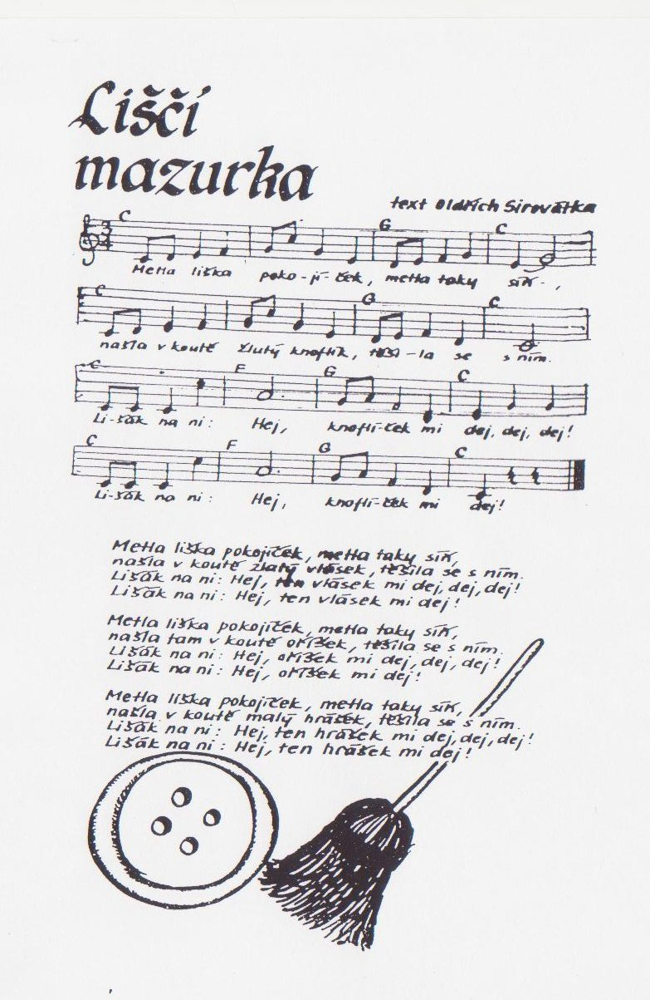 Liščí
mazurka
text Oldřich Sirovátka
C G C
3
4
Metla liška poko-jí-ček, metla taky síň-,
C G C
našla v koutě žlutý knoflík, těši-la se s ním.
C F G C
Li-šák na ni: Hej, knoflí-ček mi dej, dej, dej!
C F G C
Li-šák na ni: Hej, knoflí-ček mi dej!
Metla liška pokojíček, metla taky síň,
našla v koutě zlatý vlásek, těšila se s ním.
Lišák na ni: Hej, ten vlásek mi dej, dej, dej!
Lišák na ni: Hej, ten vlásek mi dej!
Metla liška pokojíček, metla taky síň,
našla tam v koutě oříšek, těšila se s ním.
Lišák na ni: Hej, oříšek mi dej, dej, dej!
Lišák na ni: Hej, oříšek mi dej!
Metla liška pokojíček, metla taky síň,
našla v koutě malý hrášek, těšila se s ním.
Lišák na ni: Hej, ten hrášek mi dej, dej, dej!
Lišák na ni: Hej, ten hrášek mi dej!